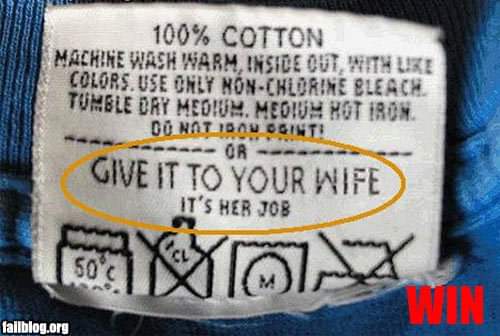 100% COTTON
MACHINE WASH WARM, INSIDE OUT, WITH LIKE
COLORS. USE ONLY NON-CHLORINE BLEACH.
TUMBLE DRY MEDIUM. MEDIUM HOT IRON.
DO NOT IRON PRINT!
OR
GIVE IT TO YOUR WIFE
IT'S HER JOB
50°C
CL
M
WIN
failblog.org